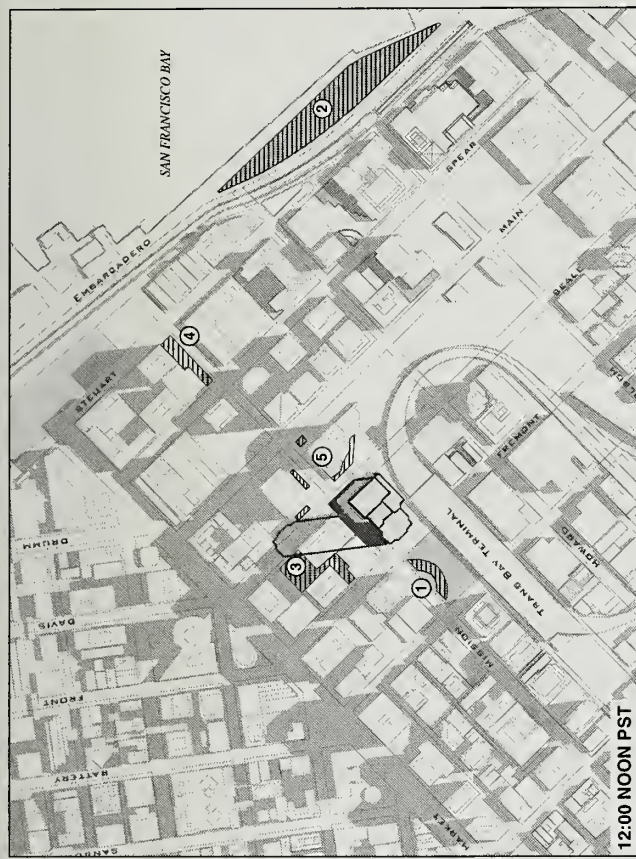 SAN FRANCISCO BAY
EMBARCADERO
STEUART
SPEAR
MAIN
BEALE
FREMONT
HOWARD
TRANS BAY TERMINAL
MISSION
MARKET
DRUMM
DAVIS
FRONT
BATTERY
1
2
3
4
5
12:00 NOON PST